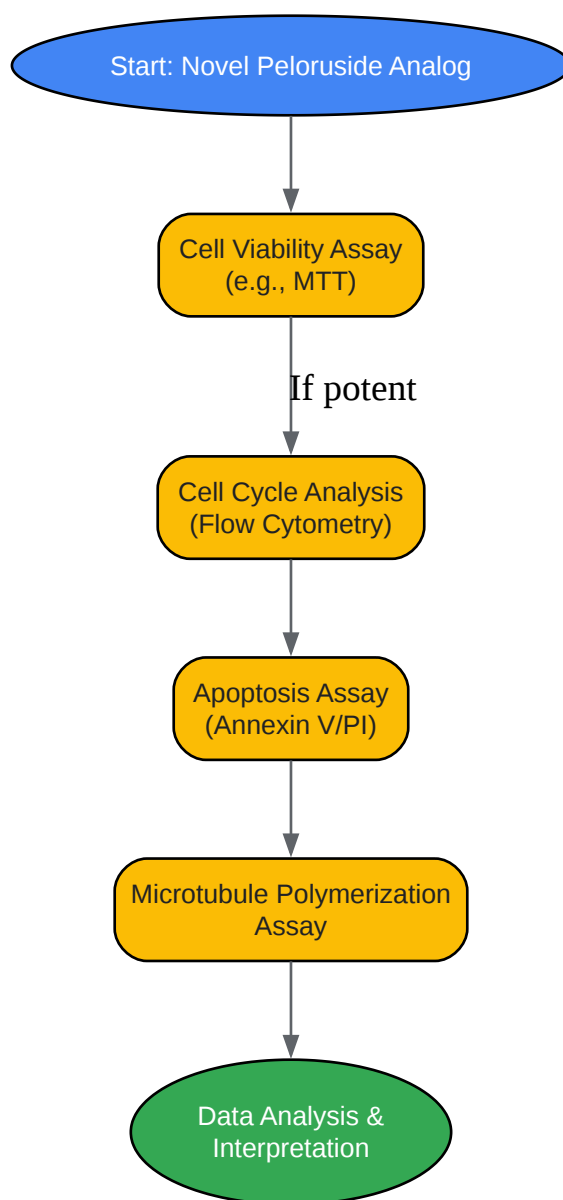 Start: Novel Peloruside Analog
Cell Viability Assay
(e.g., MTT)
If potent
Cell Cycle Analysis
(Flow Cytometry)
Apoptosis Assay
(Annexin V/PI)
Microtubule Polymerization
Assay
Data Analysis &
Interpretation